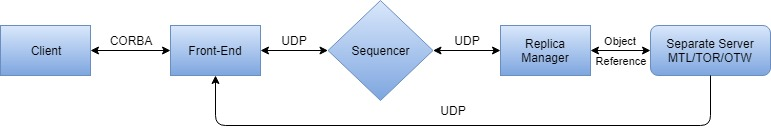 Client
CORBA
Front-End
UDP
Sequencer
UDP
Replica
Manager
Object
Reference
Separate Server
MTL/TOR/OTW
UDP